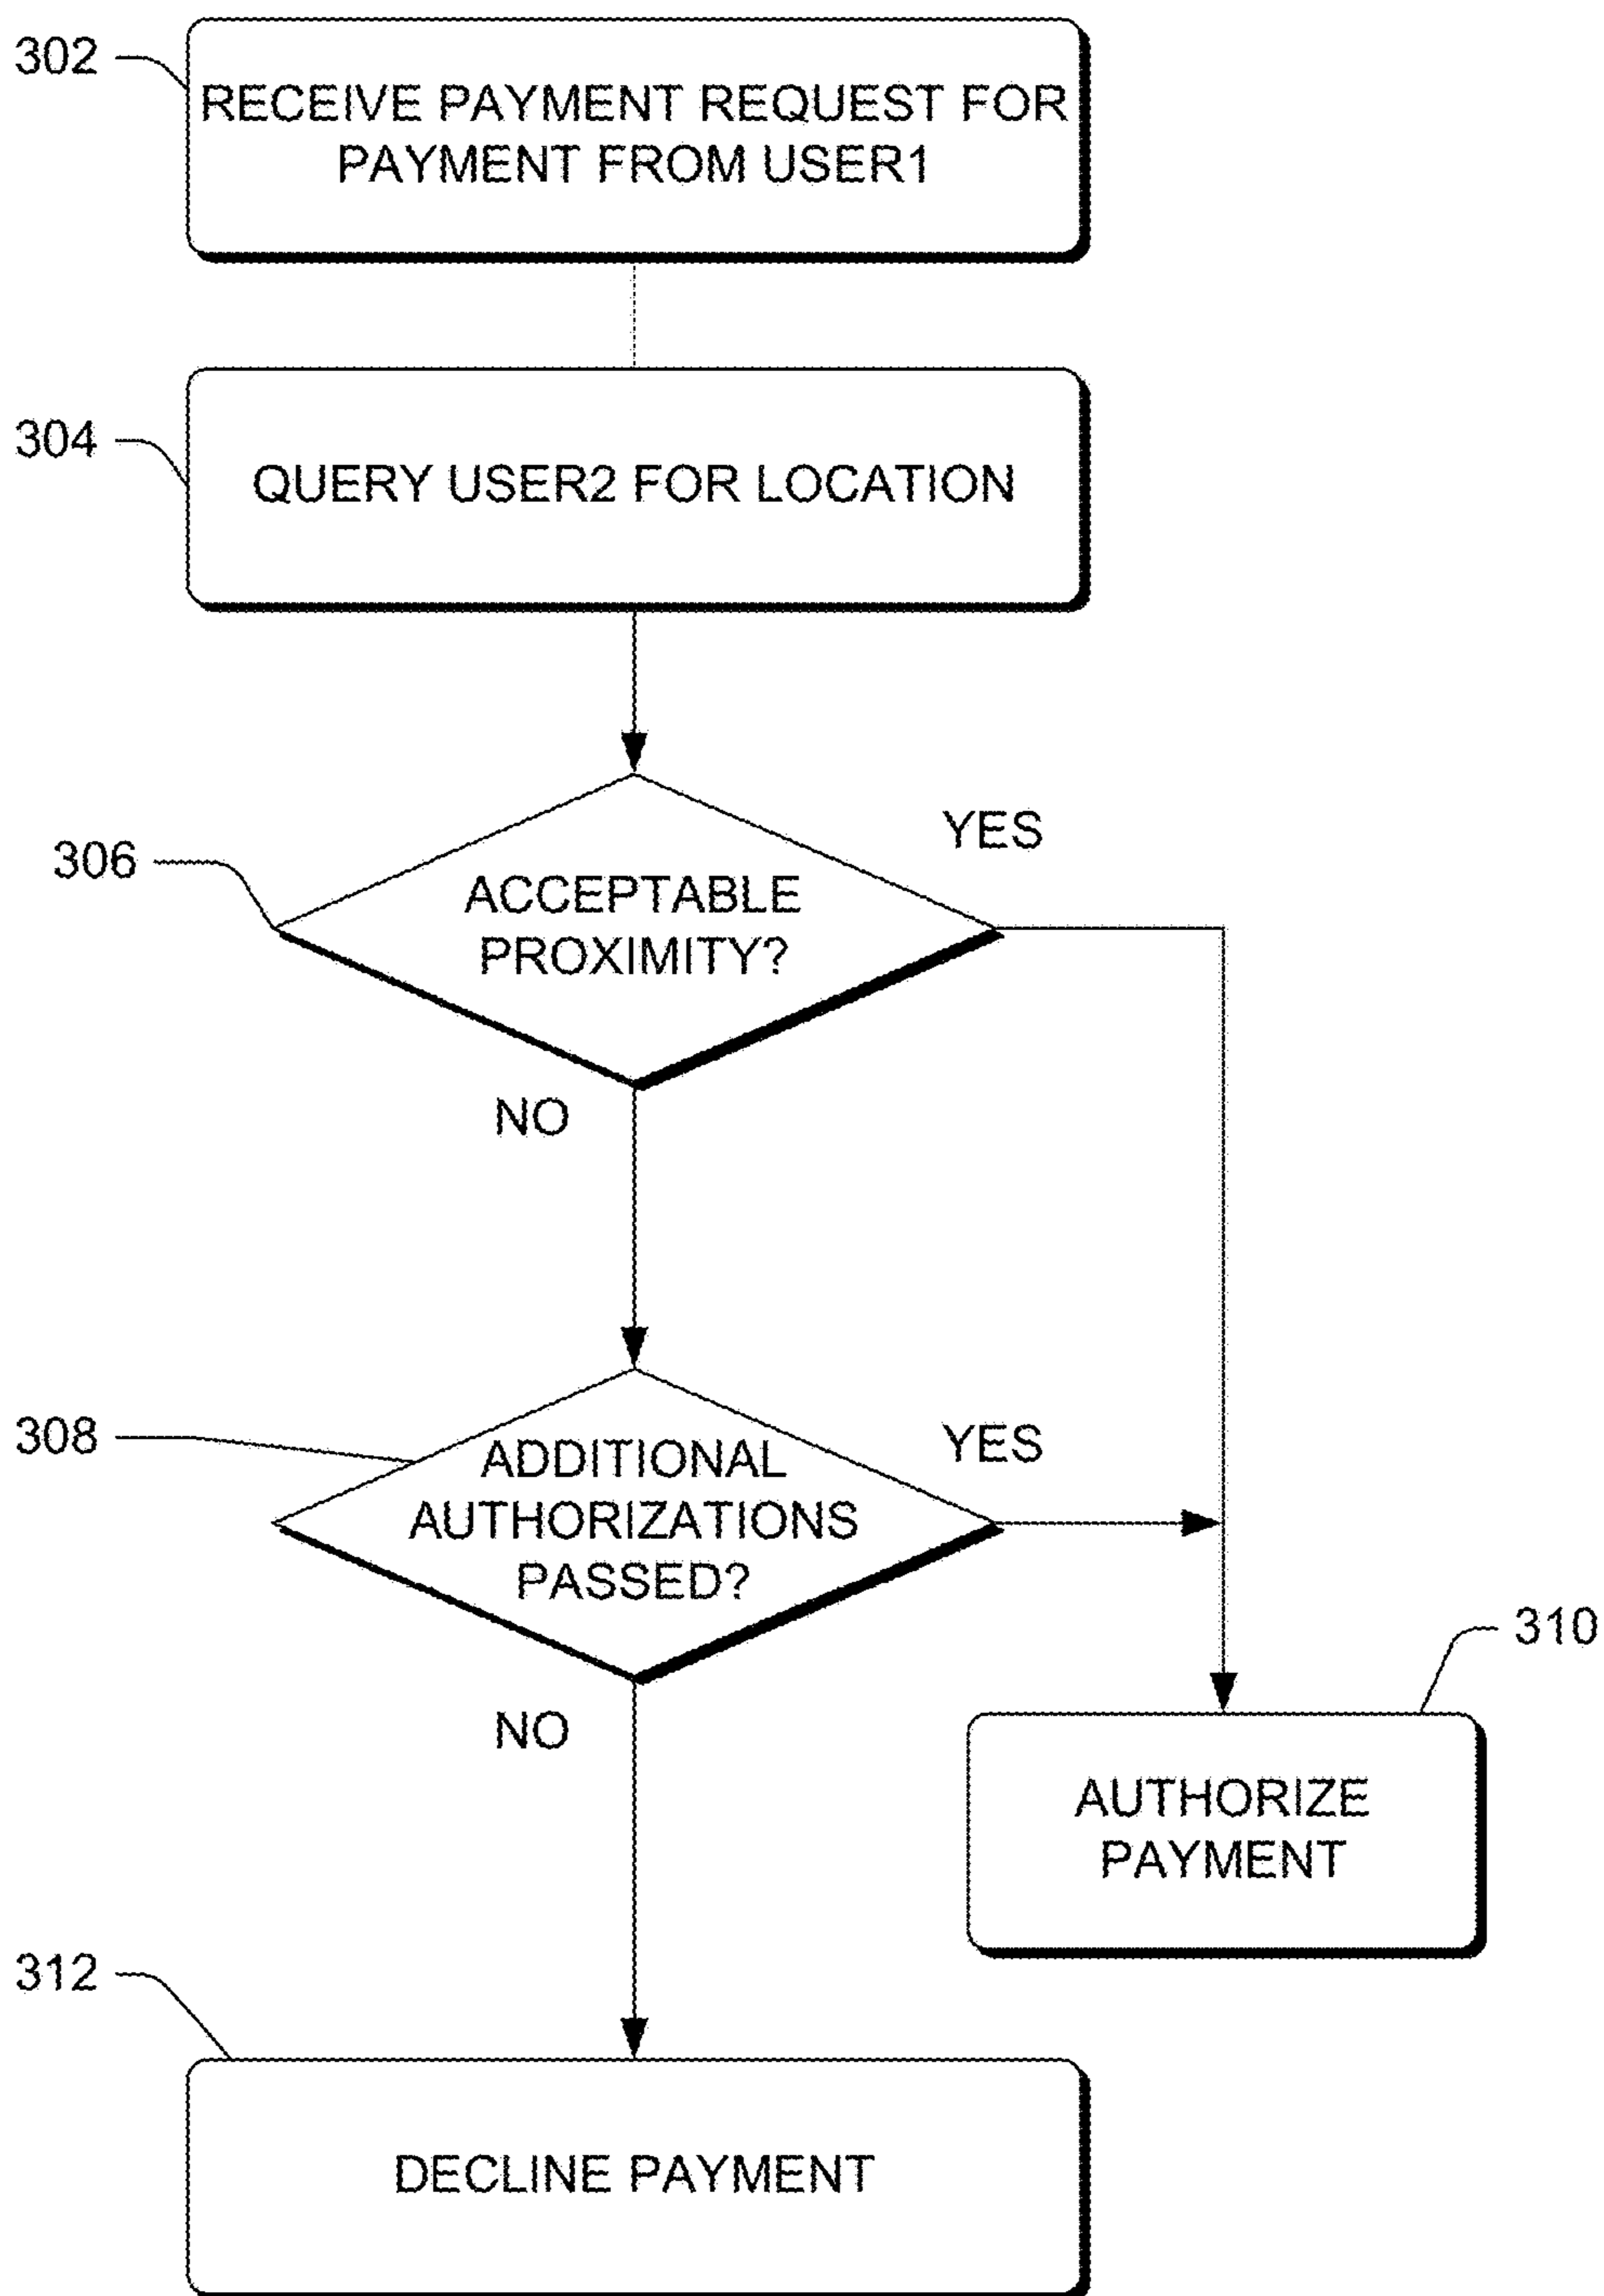 302
RECEIVE PAYMENT REQUEST FOR
PAYMENT FROM USER1
304
QUERY USER2 FOR LOCATION
306
ACCEPTABLE
PROXIMITY?
YES
NO
308
ADDITIONAL
AUTHORIZATIONS
PASSED?
YES
NO
310
AUTHORIZE
PAYMENT
312
DECLINE PAYMENT